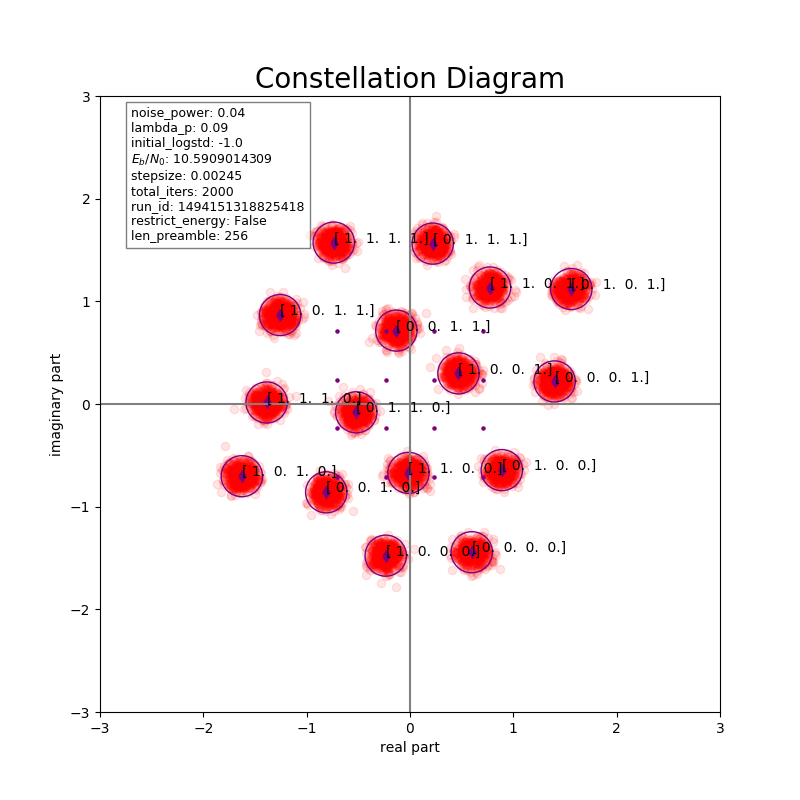 Constellation Diagram
3
noise_power: 0.04
lambda_p: 0.09
initial_logstd: -1.0
E_b/N_0: 10.5909014309
stepsize: 0.00245
total_iters: 2000
run_id: 1494151318825418
restrict_energy: False
len_preamble: 256
[ 1. 1. 1. 1.]
[ 0. 1. 1. 1.]
2
[ 1. 1. 0. 1.]
[ 0. 1. 0. 1.]
1
[ 1. 0. 1. 1.]
[ 0. 0. 1. 1.]
[ 1. 0. 0. 1.]
[ 0. 0. 0. 1.]
0
[ 1. 1. 1. 0.]
[ 0. 1. 1. 0.]
imaginary part
[ 1. 0. 1. 0.]
[ 0. 0. 1. 0.]
[ 1. 1. 0. 0.]
[ 0. 1. 0. 0.]
−1
[ 1. 0. 0. 0.]
[ 0. 0. 0. 0.]
−2
−3
−3 −2 −1 0 1 2 3
real part